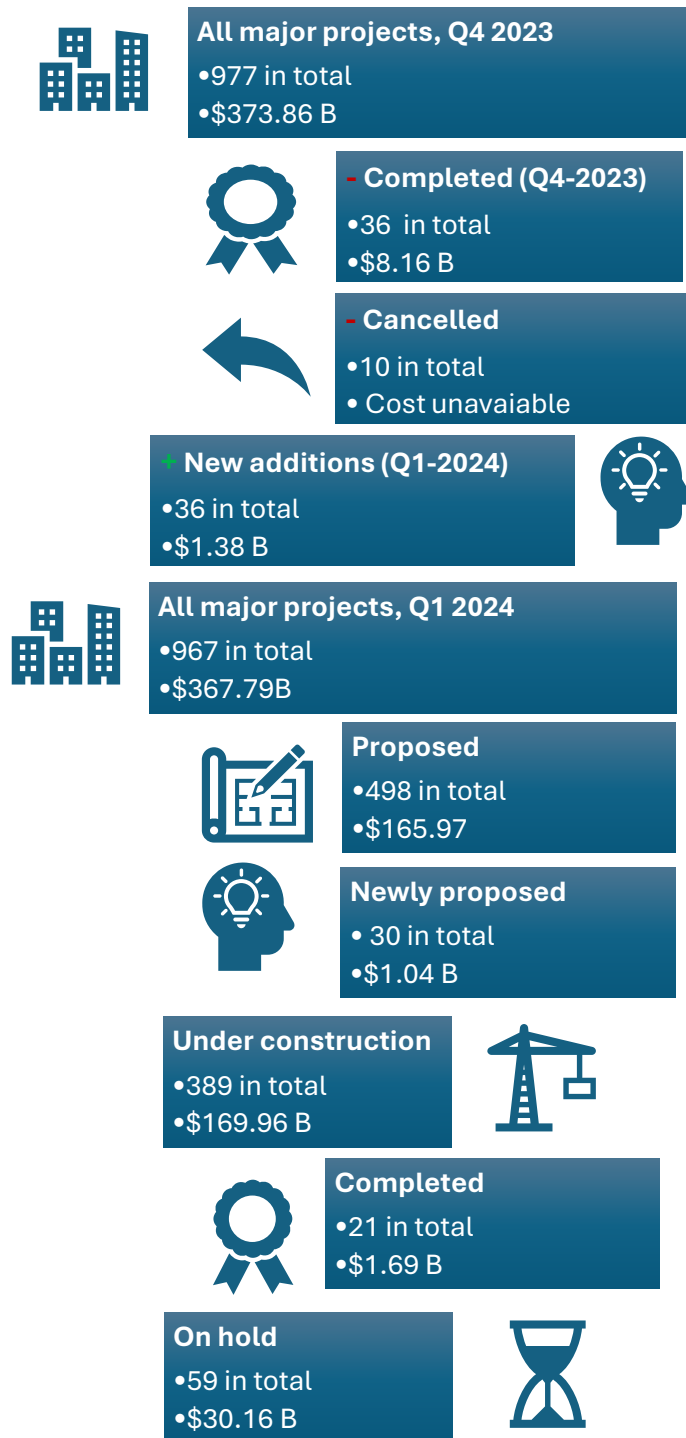 All major projects, Q4 2023
•977 in total
•$373.86 B
- Completed (Q4-2023)
•36 in total
•$8.16 B
- Cancelled
•10 in total
• Cost unavaiable
+ New additions (Q1-2024)
•36 in total
•$1.38 B
All major projects, Q1 2024
•967 in total
•$367.79B
Proposed
•498 in total
•$165.97
Newly proposed
• 30 in total
•$1.04 B
Under construction
•389 in total
•$169.96 B
Completed
•21 in total
•$1.69 B
On hold
•59 in total
•$30.16 B